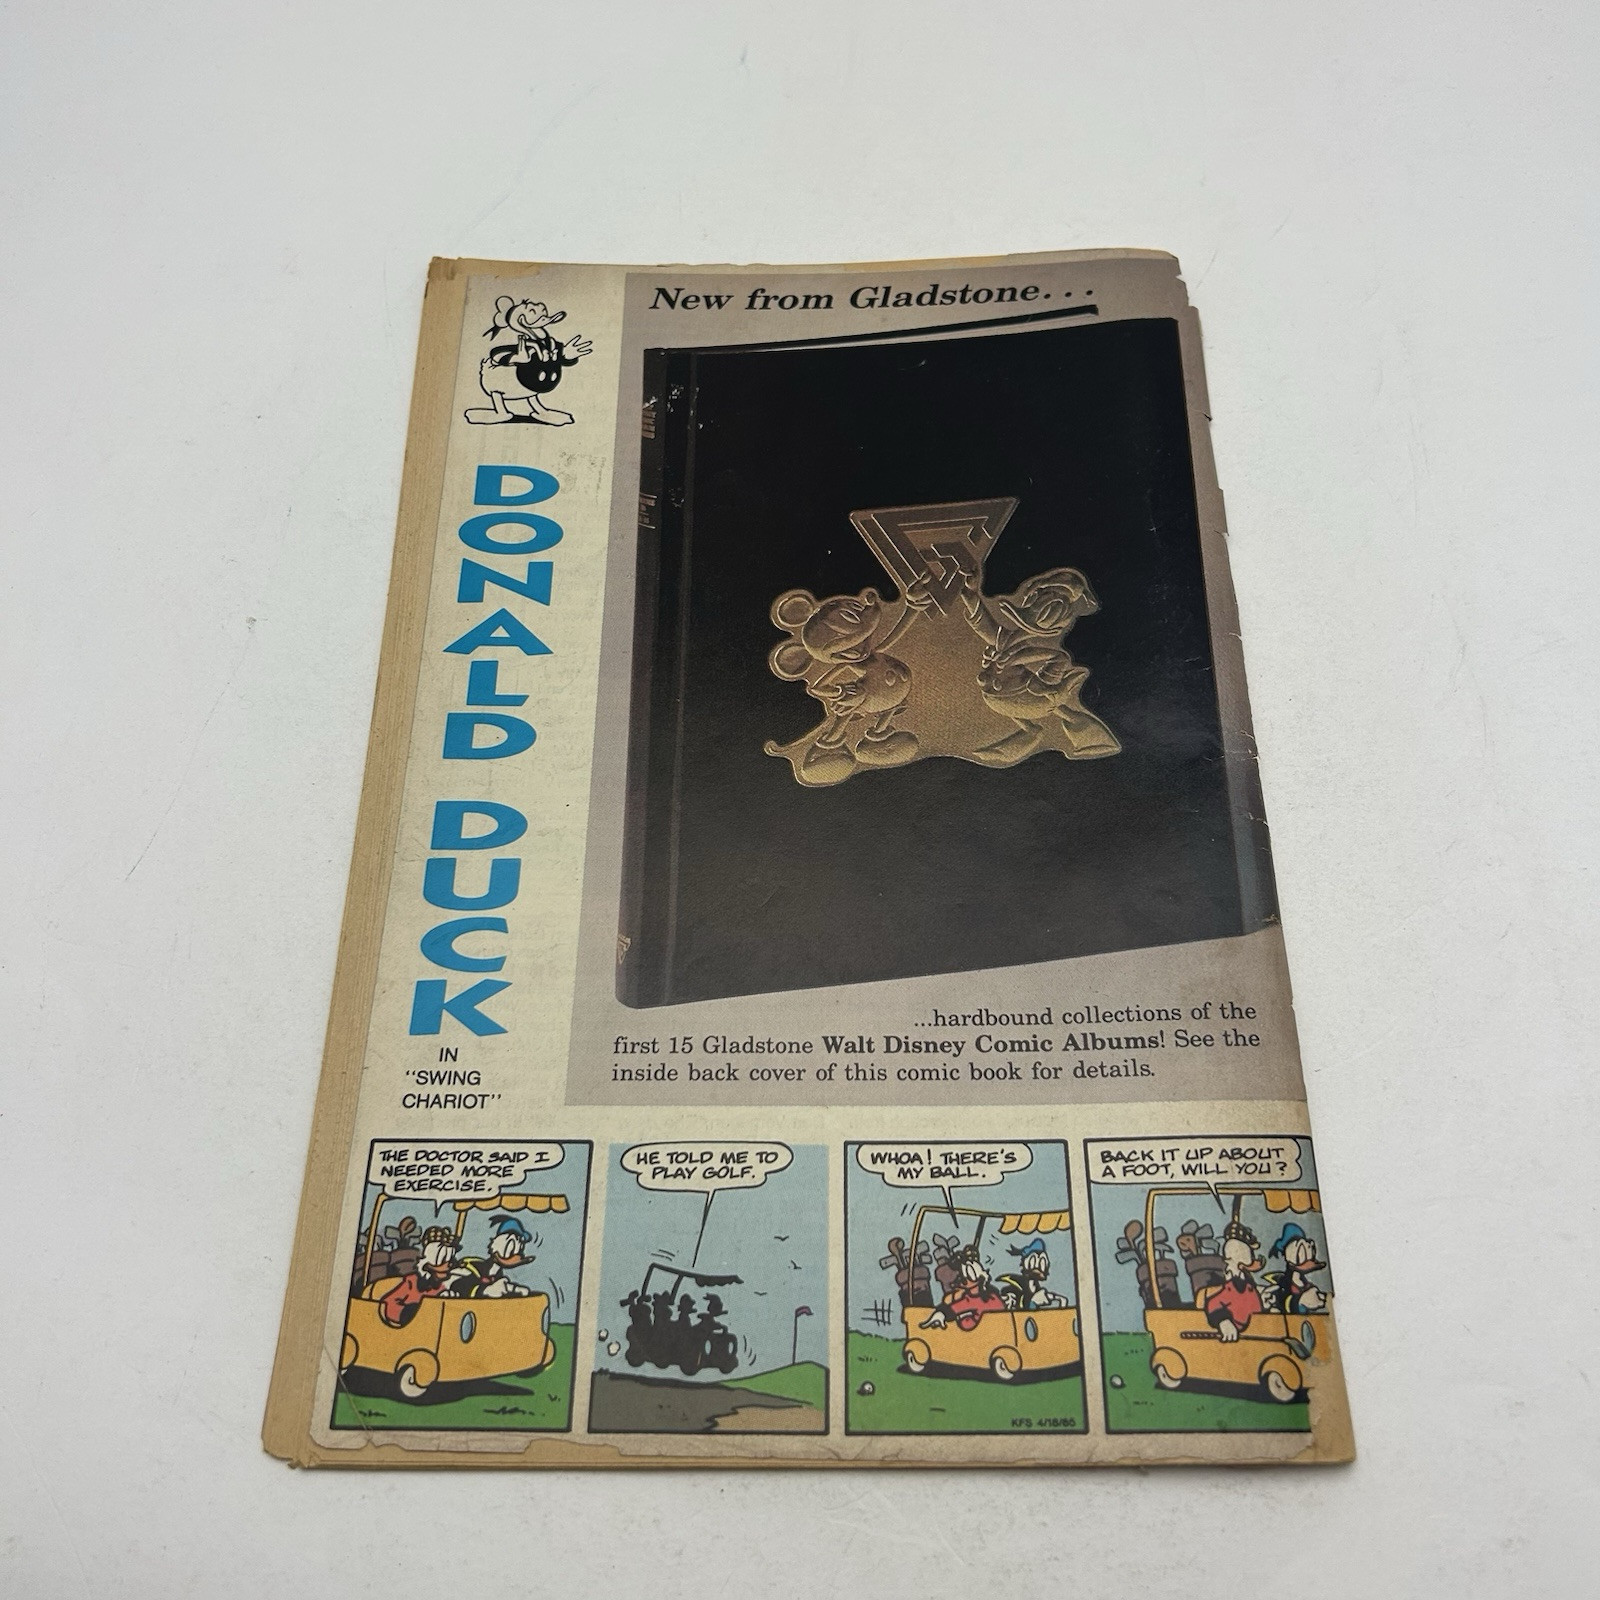 New from Gladstone...
DONALD DUCK
IN
"SWING
CHARIOT"
...hardbound collections of the
first 15 Gladstone Walt Disney Comic Albums! See the
inside back cover of this comic book for details.
THE DOCTOR SAID I
NEEDED MORE
EXERCISE.
HE TOLD ME TO
PLAY GOLF.
WHOA! THERE'S
MY BALL.
KFS 4/18/86
BACK IT UP ABOUT
A FOOT, WILL YOU?